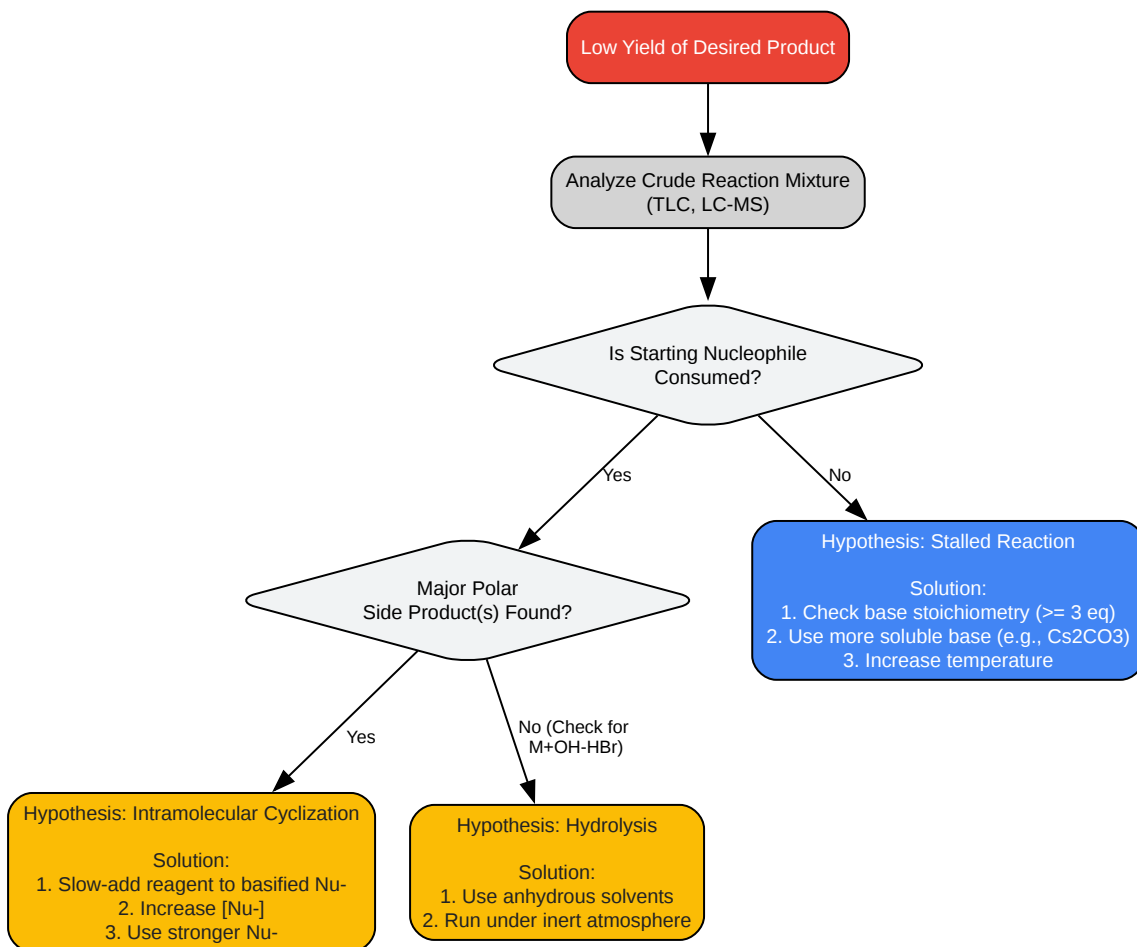 Low Yield of Desired Product
Analyze Crude Reaction Mixture
(TLC, LC-MS)
Is Starting Nucleophile
Consumed?
Yes
No
Hypothesis: Stalled Reaction
Solution:
1. Check base stoichiometry (>= 3 eq)
2. Use more soluble base (e.g., Cs2CO3)
3. Increase temperature
Major Polar
Side Product(s) Found?
Yes
No (Check for
M+OH-HBr)
Hypothesis: Intramolecular Cyclization
Solution:
1. Slow-add reagent to basified Nu-
2. Increase [Nu-]
3. Use stronger Nu-
Hypothesis: Hydrolysis
Solution:
1. Use anhydrous solvents
2. Run under inert atmosphere